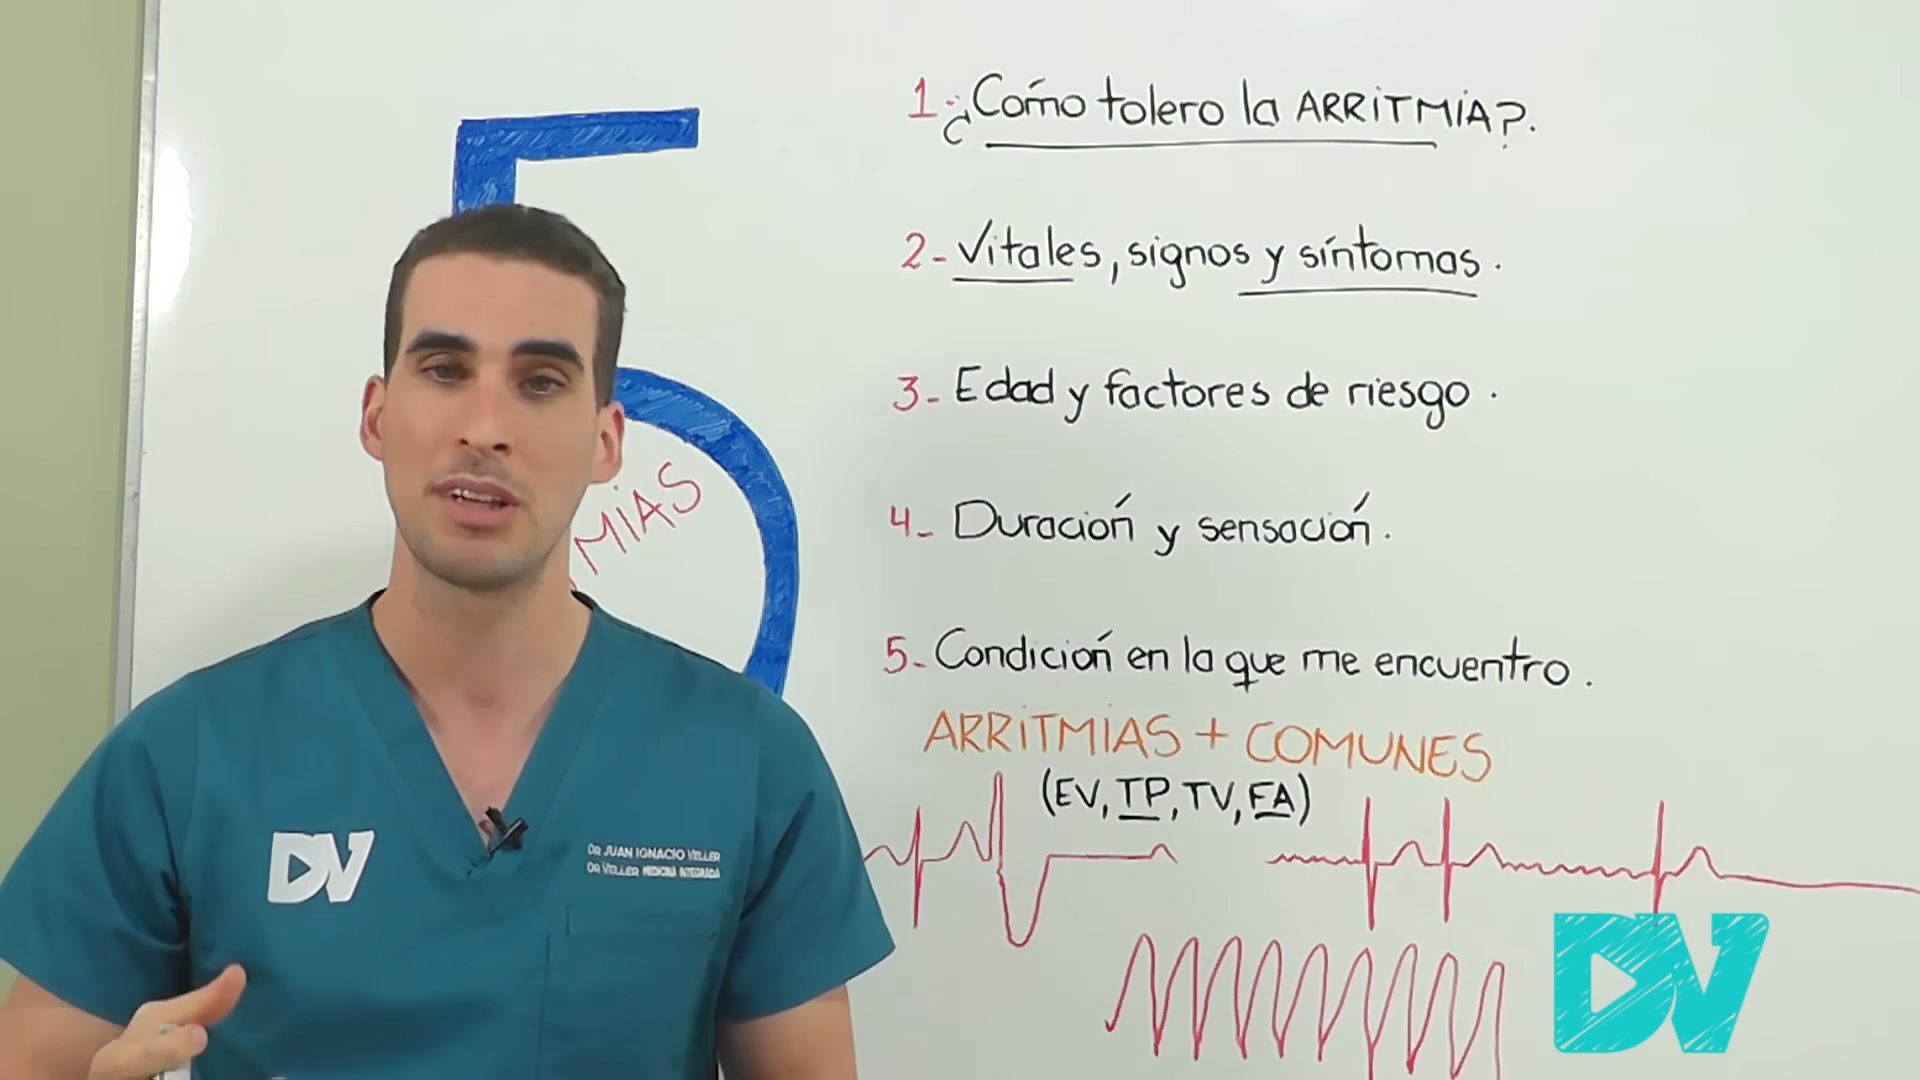 5
1-¿Cómo tolero la ARRITMÍA?.
2-Vitales, signos y síntomas.
3-Edad y factores de riesgo.
MIAS
4-Duración y sensación.
5-Condición en la que me encuentro.
ARRITMIAS + COMUNES
(EV, TP, TV, FA)
DV
DR JUAN IGNACIO VELLER
DR VELLER MEDICINA INTEGRADA
DV